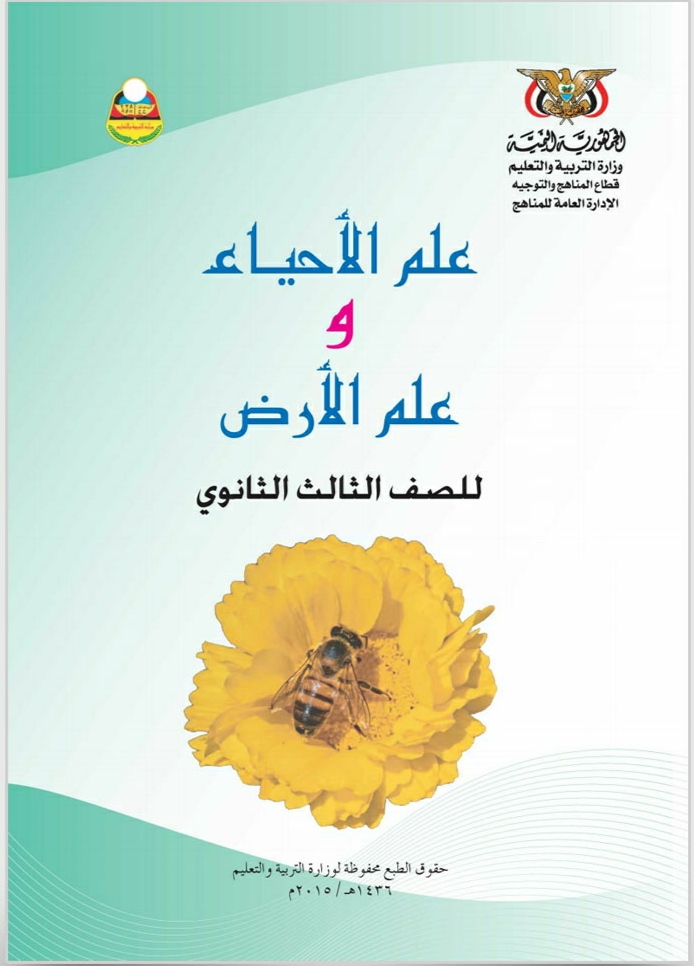 الجمهورية اليمنية
وزارة التربية والتعليم
قطاع المناهج والتوجيه
الإدارة العامة للمناهج
علم الأحياء
و
علم الأرض
للصف الثالث الثانوي
حقوق الطبع محفوظة لوزارة التربية والتعليم
١٤٣٦هـ / ٢٠١٥م